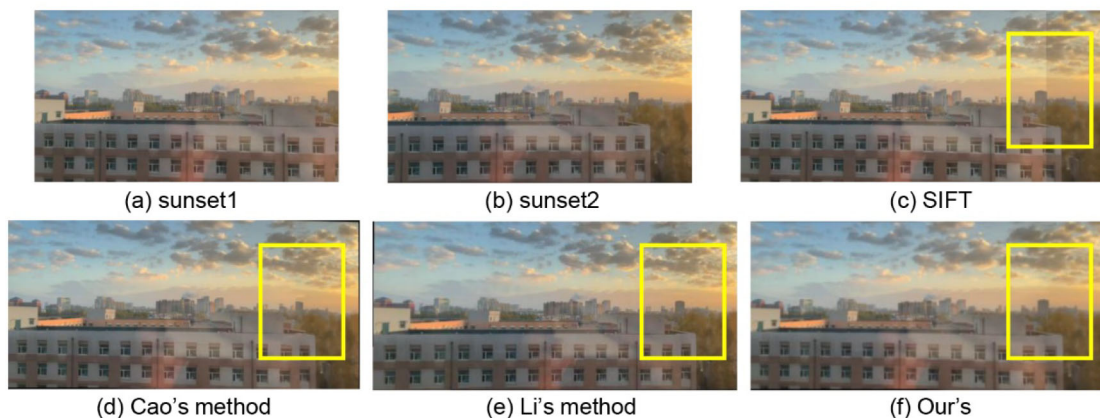 (a) sunset1
(b) sunset2
(c) SIFT
(d) Cao's method
(e) Li's method
(f) Our's